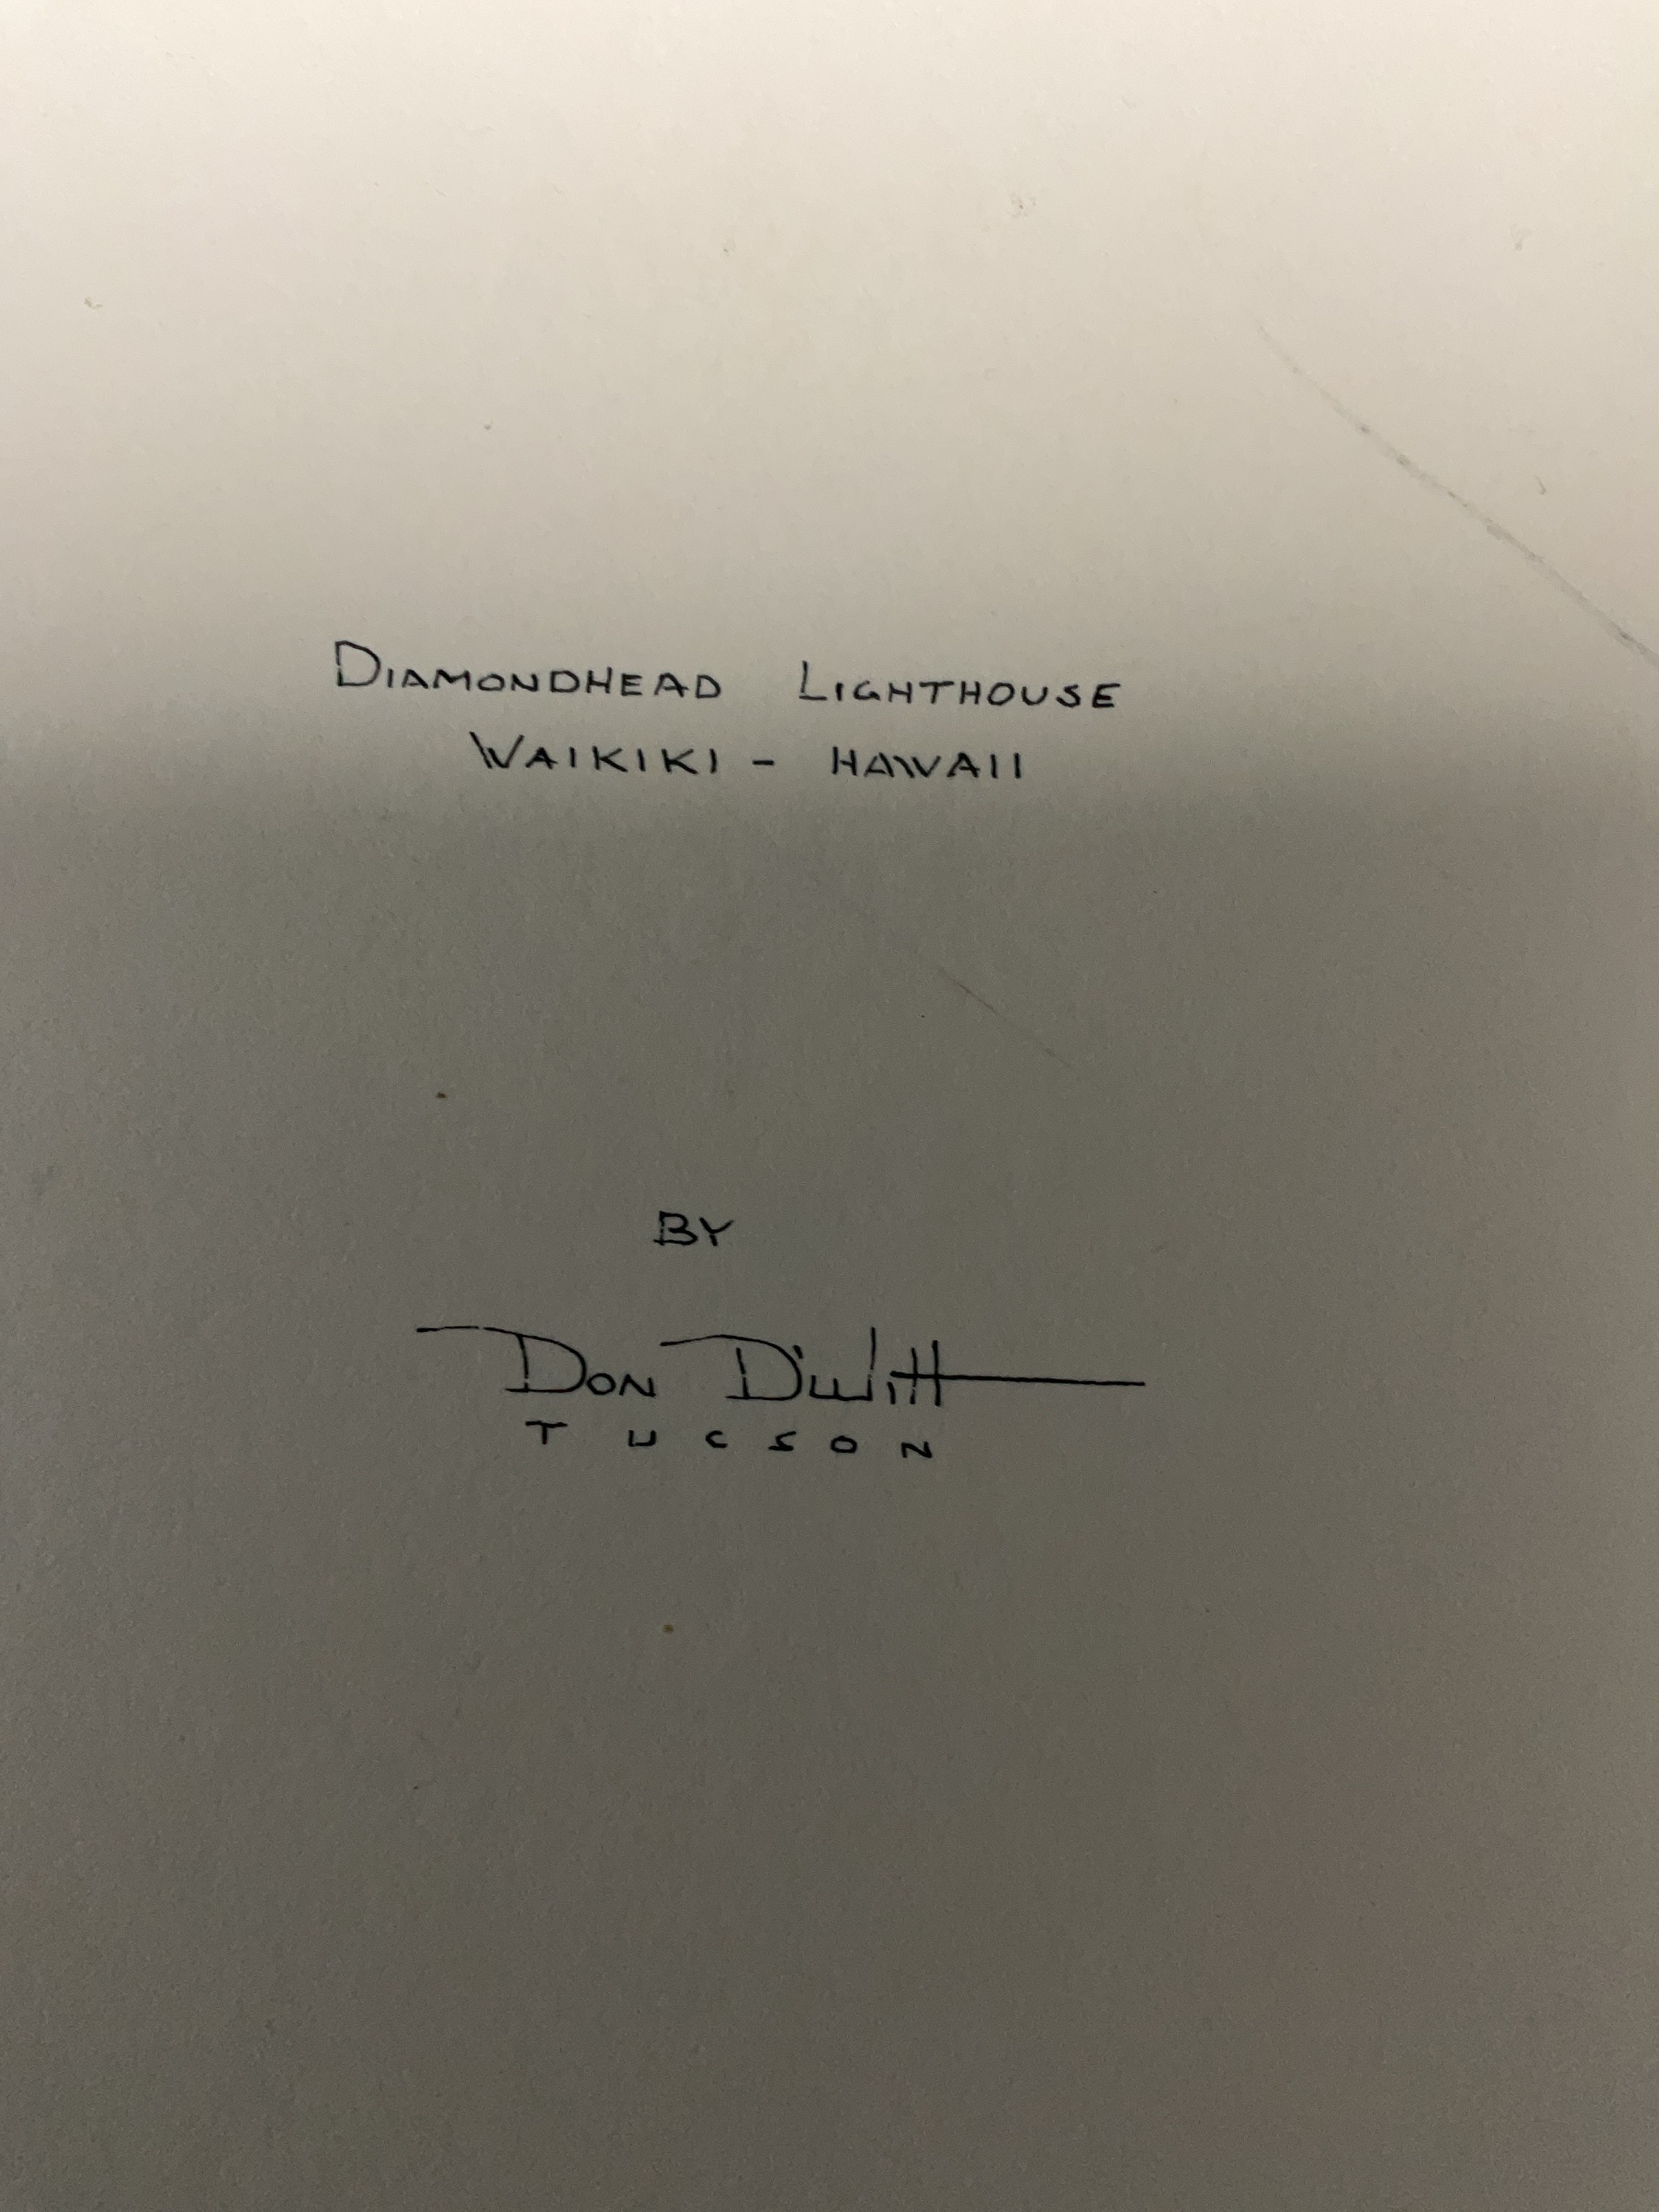 DIAMONDHEAD LIGHTHOUSE
WAIKIKI - HAWAII
BY
DON D'WITT
TUCSON